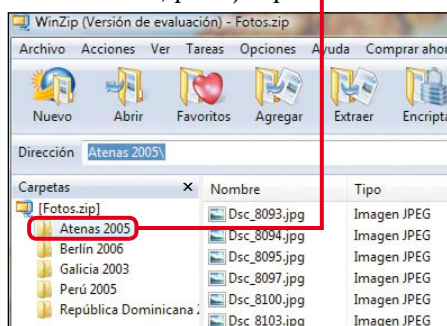 WinZip (Versión de evaluación) - Fotos.zip
Archivo Acciones Ver Tareas Opciones Ayuda Comprar ahor
Nuevo Abrir Favoritos Agregar Extraer Encripta
Dirección Atenas 2005\
Carpetas x Nombre Tipo
[Fotos.zip]
Atenas 2005
Berlín 2006
Galicia 2003
Perú 2005
República Dominicana
Dsc_8093.jpg Imagen JPEG
Dsc_8094.jpg Imagen JPEG
Dsc_8095.jpg Imagen JPEG
Dsc_8097.jpg Imagen JPEG
Dsc_8100.jpg Imagen JPEG
Dsc_8103.jpg Imagen JPEG